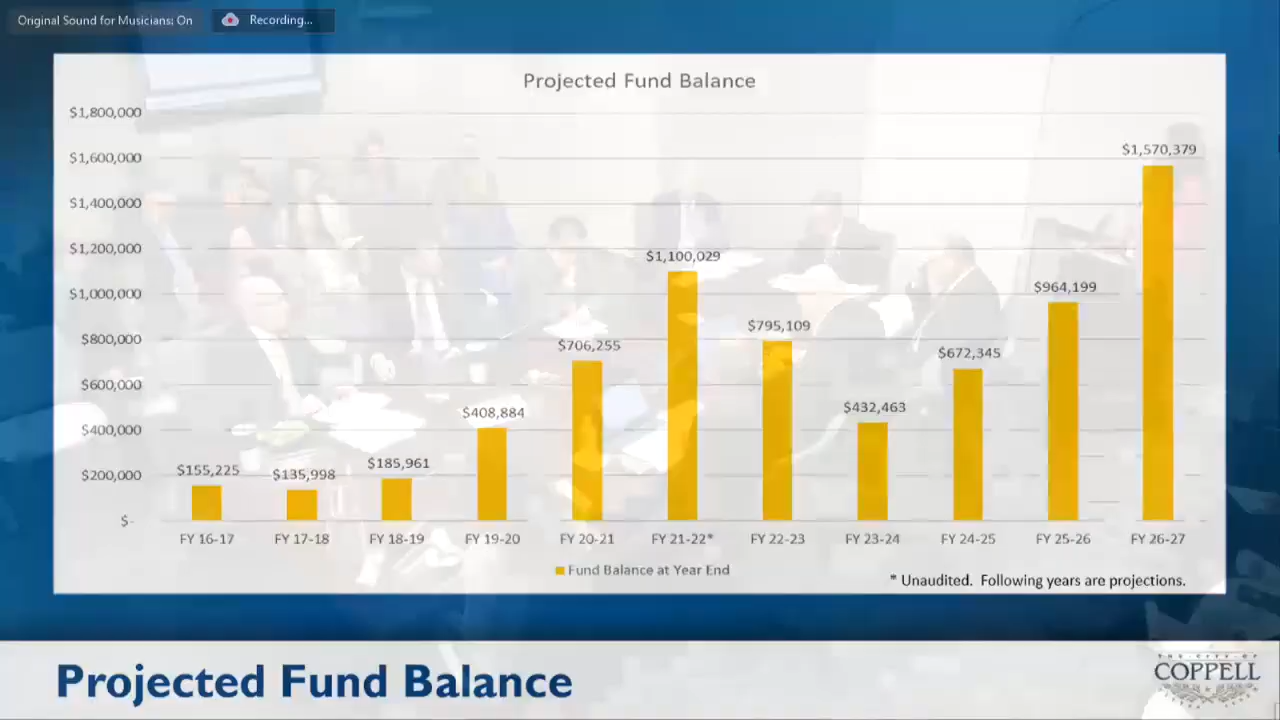 Original Sound for Musicians: On
Recording...
Projected Fund Balance
$1,800,000
$1,600,000
$1,400,000
$1,200,000
$1,000,000
$800,000
$600,000
$400,000
$200,000
$-
$155,225
$135,998
$185,961
$408,884
$706,255
$1,100,029
$795,109
$432,463
$672,345
$964,199
$1,570,379
FY 16-17 FY 17-18 FY 18-19 FY 19-20 FY 20-21 FY 21-22* FY 22-23 FY 23-24 FY 24-25 FY 25-26 FY 26-27
Fund Balance at Year End
* Unaudited. Following years are projections.
Projected Fund Balance
THE CITY OF
COPPELL